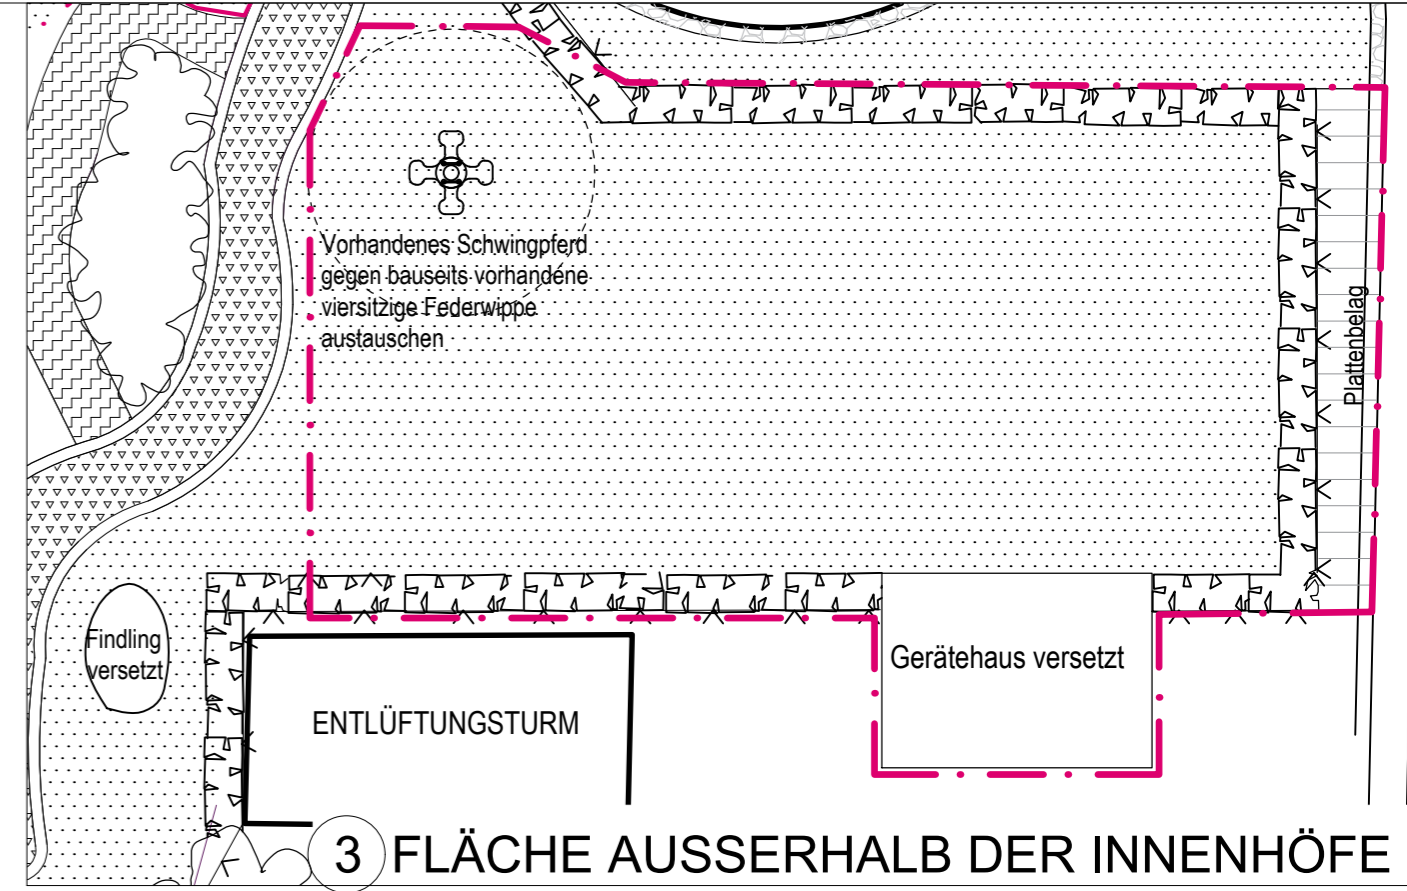 Vorhandenes Schwingpferd
gegen bauseits vorhandene
viersitzige Federwippe
austauschen
Plattenbelag
Findling
versetzt
Gerätehaus versetzt
ENTLÜFTUNGSTURM
3 FLÄCHE AUSSERHALB DER INNENHÖFE